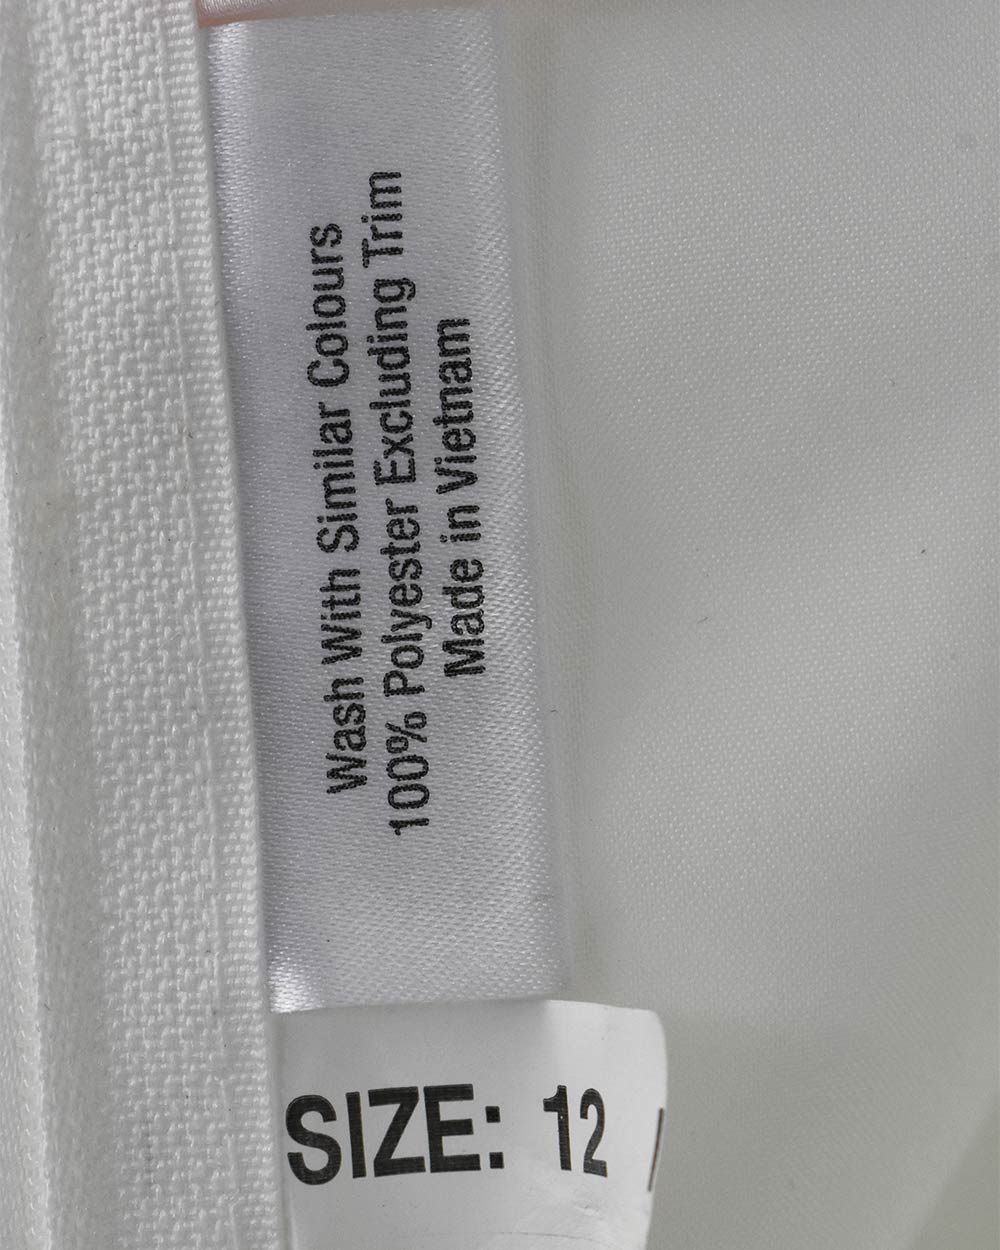 Wash With Similar Colours
100% Polyester Excluding Trim
Made in Vietnam
SIZE: 12